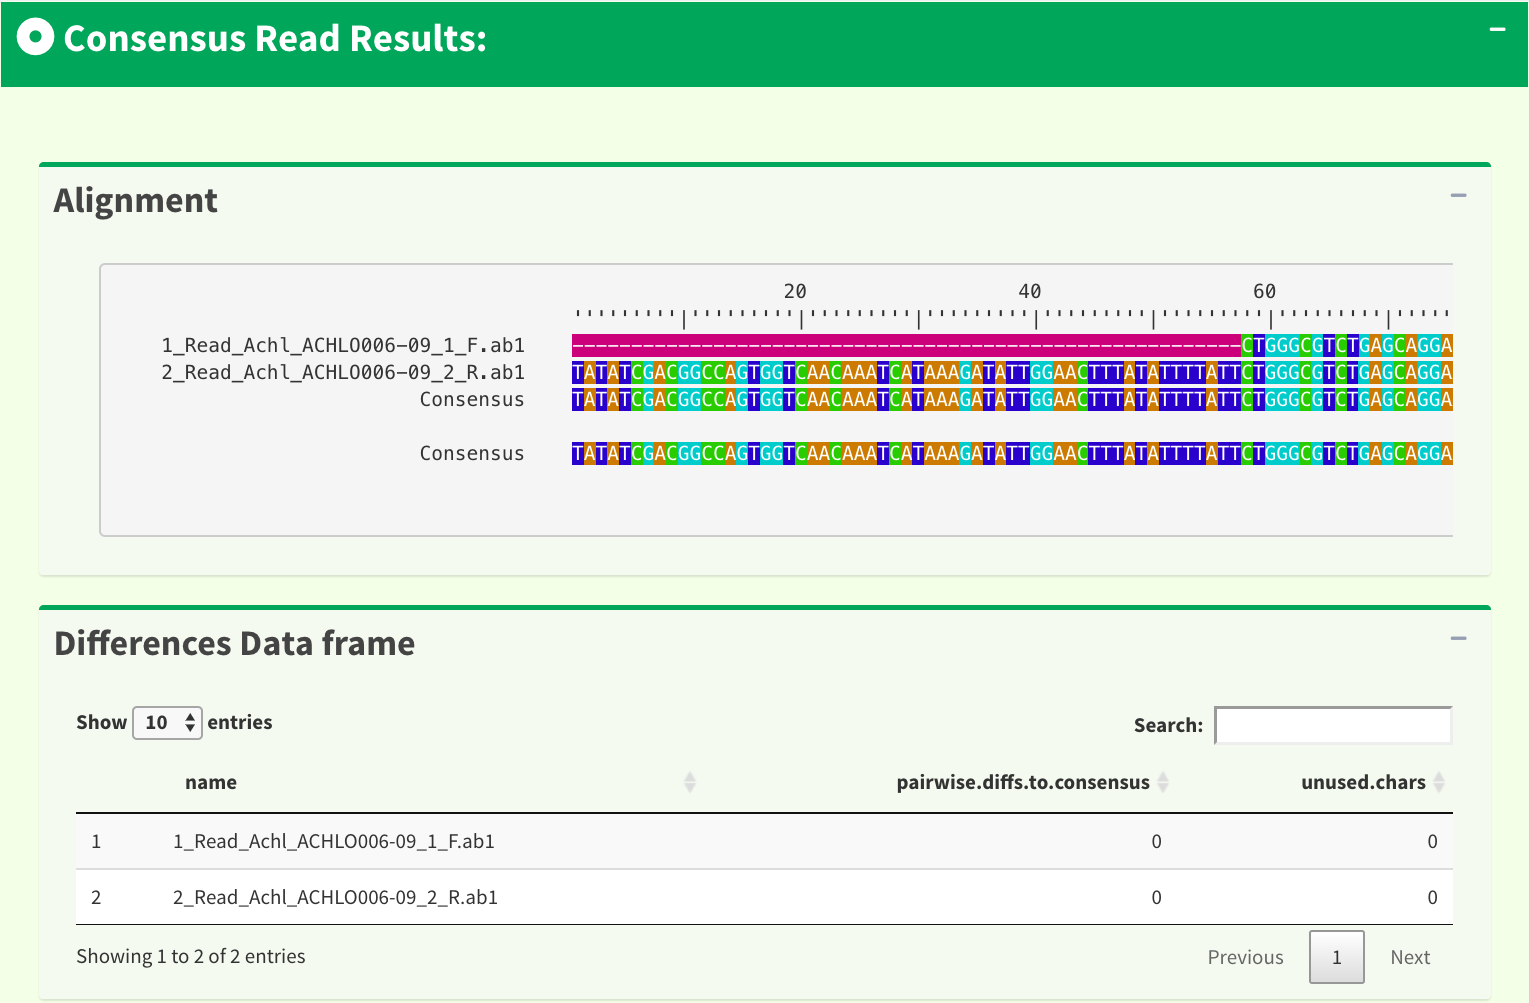 Consensus Read Results:
Alignment
20 40 60
1_Read_Achl_ACHLO006-09_1_F.ab1 ---------------------------------------------------------CTGGGCGTCTGAGCAGGA
2_Read_Achl_ACHLO006-09_2_R.ab1 TATATCGACGGCCAGTGGTCAACAAATCATAAAGATATTGGAACTTTATATTTTATTCTGGGCGTCTGAGCAGGA
Consensus TATATCGACGGCCAGTGGTCAACAAATCATAAAGATATTGGAACTTTATATTTTATTCTGGGCGTCTGAGCAGGA
Consensus TATATCGACGGCCAGTGGTCAACAAATCATAAAGATATTGGAACTTTATATTTTATTCTGGGCGTCTGAGCAGGA
Differences Data frame
Show 10 entries Search:
name pairwise.diffs.to.consensus unused.chars
1 1_Read_Achl_ACHLO006-09_1_F.ab1 0 0
2 2_Read_Achl_ACHLO006-09_2_R.ab1 0 0
Showing 1 to 2 of 2 entries Previous 1 Next